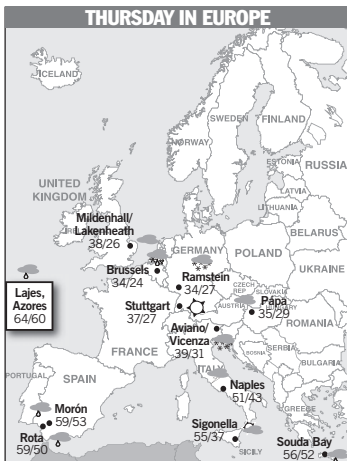 THURSDAY IN EUROPE
ICELAND
SWEDEN
FINLAND
NORWAY
ESTONIA
RUSSIA
LATVIA
LITHUANIA
UNITED
KINGDOM
Mildenhall/
Lakenheath
38/26
BELARUS
GERMANY
POLAND
UKRAINE
Brussels
34/24
Ramstein
34/27
CZECH
REP.
SLOVAKIA
Lajes,
Azores
64/60
Stuttgart
37/27
AUSTRIA
Pápa
35/29
HUNGARY
ROMANIA
Aviano/
Vicenza
39/31
FRANCE
BOSNIA
SERBIA
BULGARIA
ITALY
PORTUGAL
SPAIN
Naples
51/43
Morón
59/53
GREECE
Rota
59/50
Sigonella
55/37
SICILY
Souda Bay
56/52